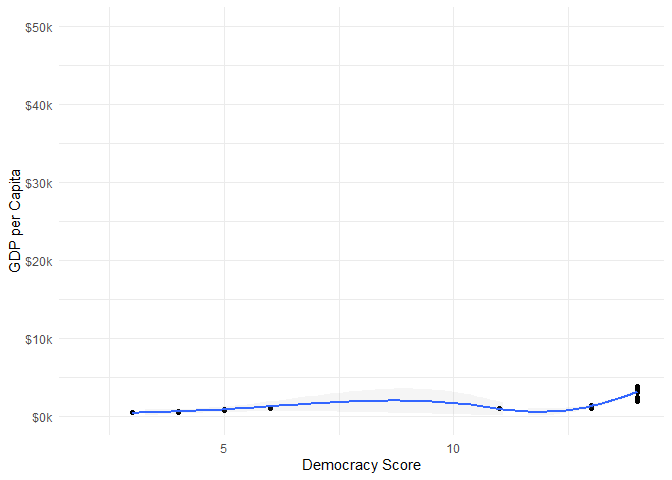 $50k
$40k
$30k
$20k
$10k
$0k
GDP per Capita
5 10
Democracy Score